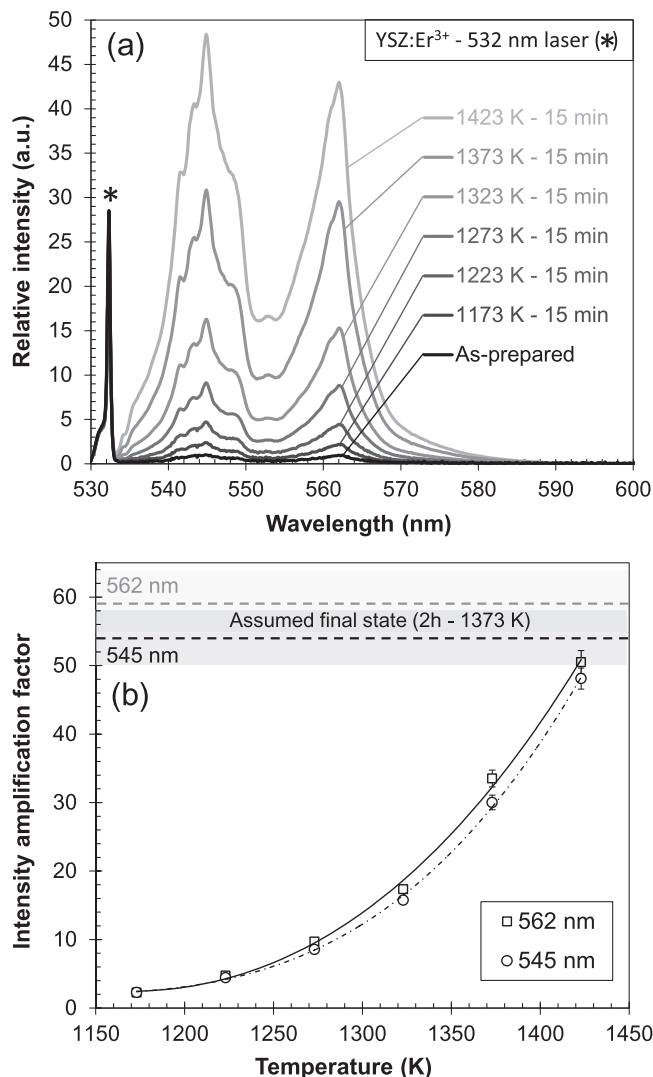 (a)
YSZ:Er³⁺ - 532 nm laser (*)
*
1423 K - 15 min
1373 K - 15 min
1323 K - 15 min
1273 K - 15 min
1223 K - 15 min
1173 K - 15 min
As-prepared
Relative intensity (a.u.)
50
45
40
35
30
25
20
15
10
5
0
530 540 550 560 570 580 590 600
Wavelength (nm)
562 nm
Assumed final state (2h - 1373 K)
545 nm
(b)
Intensity amplification factor
60
50
40
30
20
10
0
562 nm
545 nm
1150 1200 1250 1300 1350 1400 1450
Temperature (K)